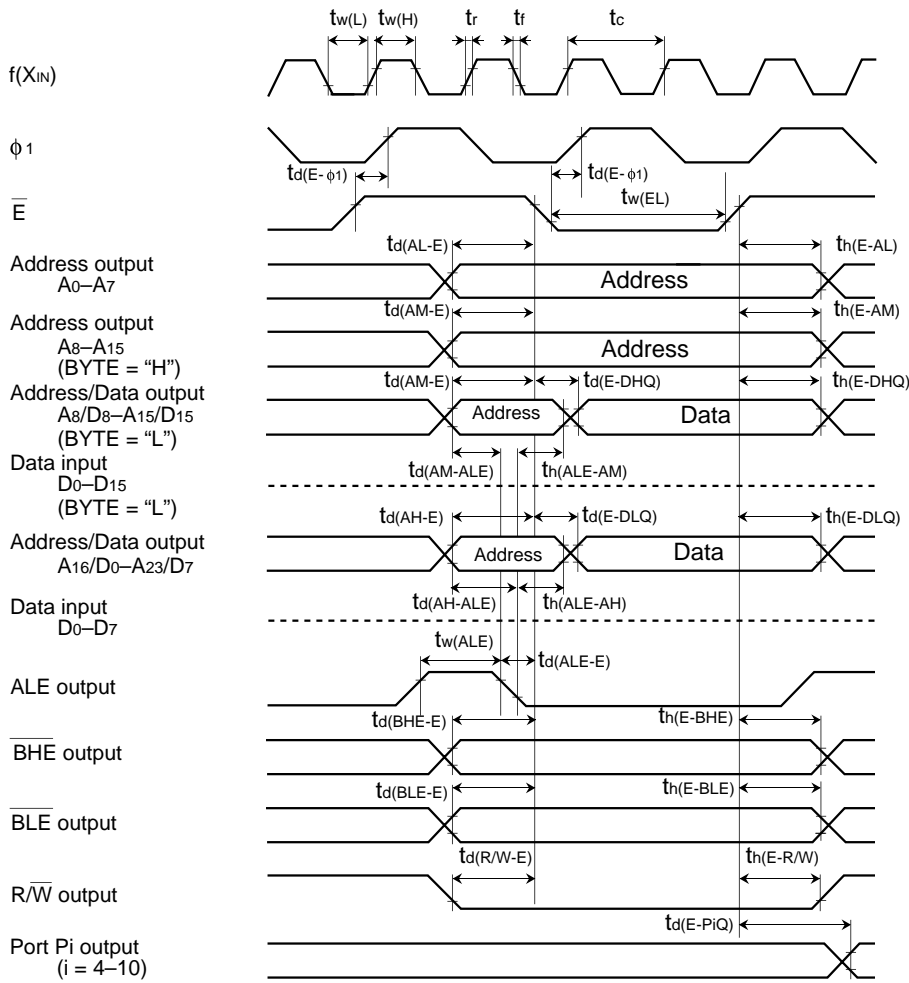 tw(L) tw(H) tr tf tc
f(XIN)
ϕ1
td(E-ϕ1) td(E-ϕ1)
E̅ tw(EL)
td(AL-E) th(E-AL)
Address output
A0–A7 Address
td(AM-E) th(E-AM)
Address output
A8–A15 Address
(BYTE = “H”)
td(AM-E) td(E-DHQ) th(E-DHQ)
Address/Data output
A8/D8–A15/D15 Address Data
(BYTE = “L”)
Data input
td(AM-ALE) th(ALE-AM)
D0–D15
(BYTE = “L”)
td(AH-E) td(E-DLQ) th(E-DLQ)
Address/Data output
A16/D0–A23/D7 Address Data
td(AH-ALE) th(ALE-AH)
Data input
D0–D7
tw(ALE) td(ALE-E)
ALE output
td(BHE-E) th(E-BHE)
B̅H̅E̅ output
td(BLE-E) th(E-BLE)
B̅L̅E̅ output
td(R/W-E) th(E-R/W)
R/W̅ output
td(E-PiQ)
Port Pi output
(i = 4–10)